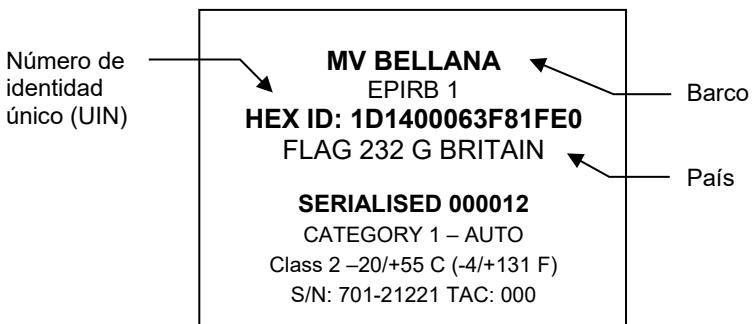 Número de
identidad
único (UIN)
MV BELLANA
EPIRB 1
HEX ID: 1D1400063F81FE0
FLAG 232 G BRITAIN
SERIALISED 000012
CATEGORY 1 – AUTO
Class 2 –20/+55 C (-4/+131 F)
S/N: 701-21221 TAC: 000
Barco
País